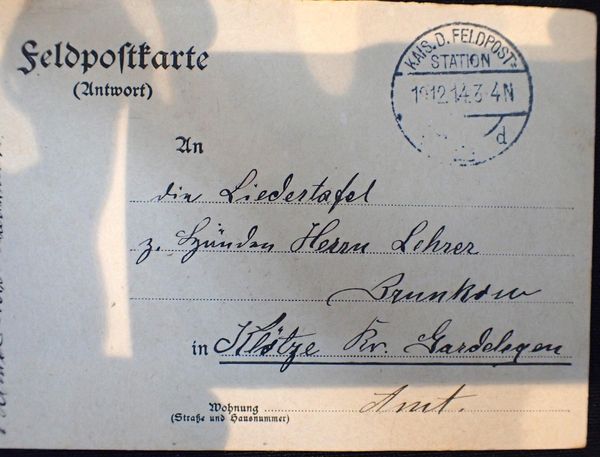 Feldpostkarte
(Antwort)
KAIS. D. FELDPOST=
STATION
12.14.3-4N
d
An
die Liedertafel
z. Händen Herrn Lehrer
Brunkow
in Klötze Kr. Gardelegen
Amt.
Wohnung
(Straße und Hausnummer)